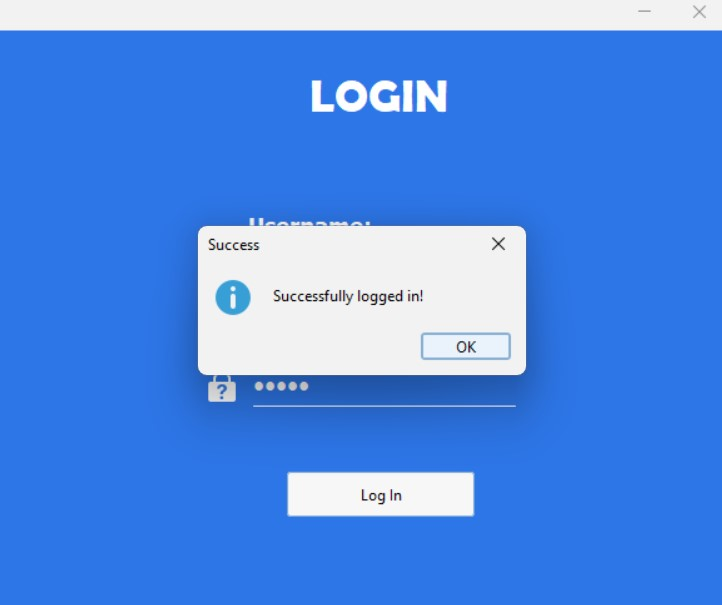 LOGIN
Username:
Success
Successfully logged in!
OK
?
•••••
Log In